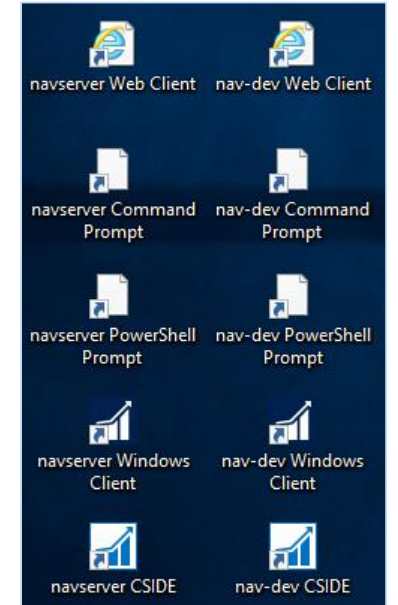 navserver Web Client
nav-dev Web Client
navserver Command
Prompt
nav-dev Command
Prompt
navserver PowerShell
Prompt
nav-dev PowerShell
Prompt
navserver Windows
Client
nav-dev Windows
Client
navserver CSIDE
nav-dev CSIDE